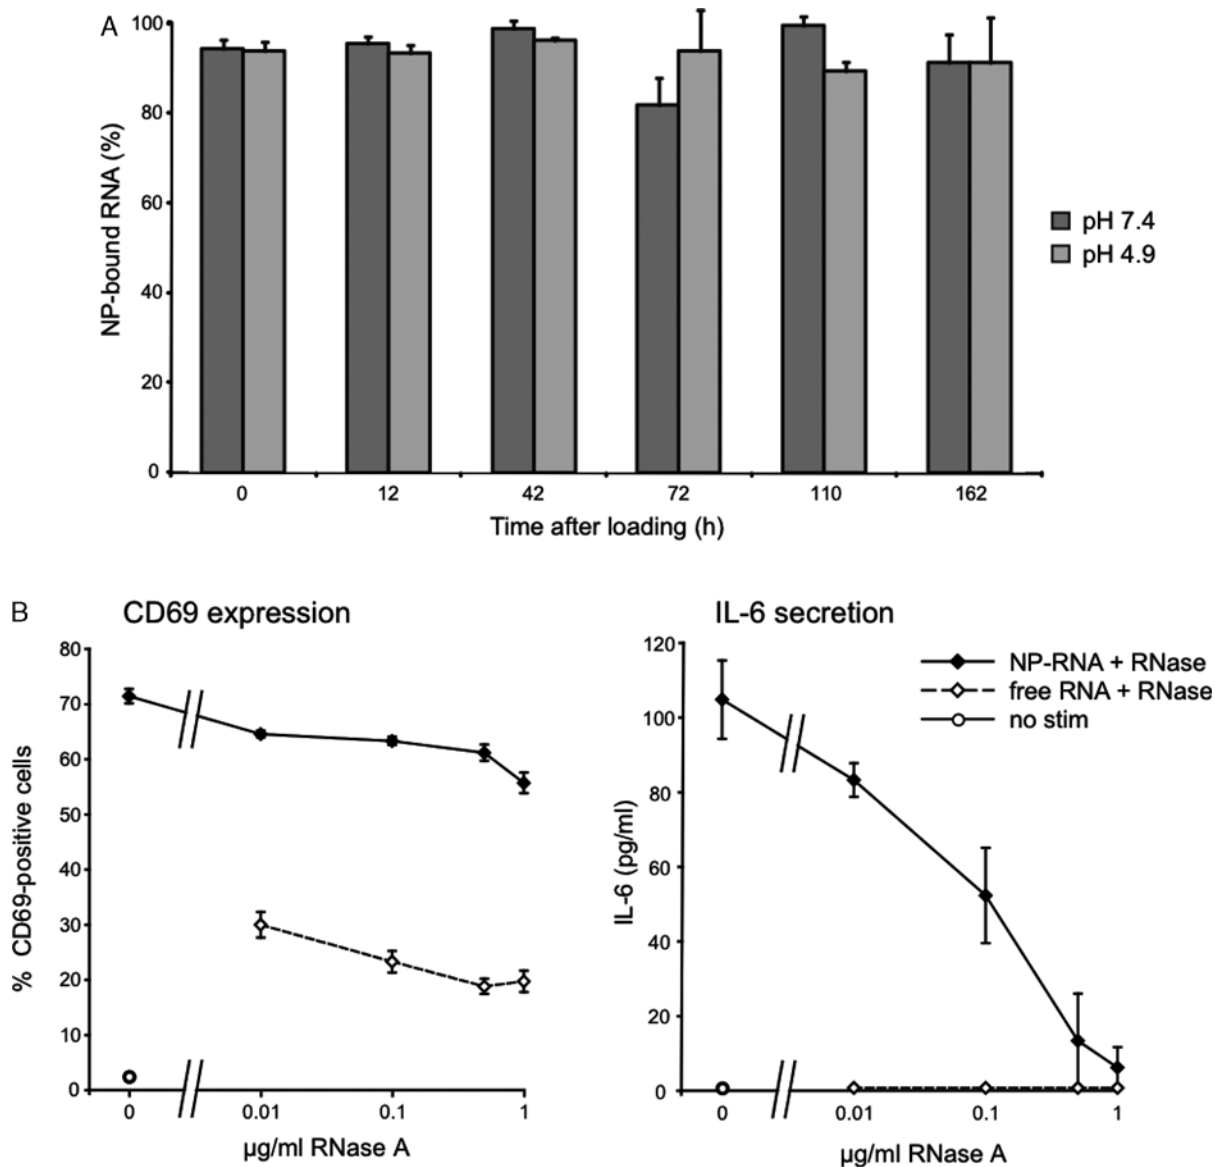 A
NP-bound RNA (%)
100
80
60
40
20
0
0 12 42 72 110 162
Time after loading (h)
pH 7.4
pH 4.9
B
CD69 expression
% CD69-positive cells
80
70
60
50
40
30
20
10
0
0 0.01 0.1 1
µg/ml RNase A
IL-6 secretion
IL-6 (pg/ml)
120
100
80
60
40
20
0
0 0.01 0.1 1
µg/ml RNase A
NP-RNA + RNase
free RNA + RNase
no stim